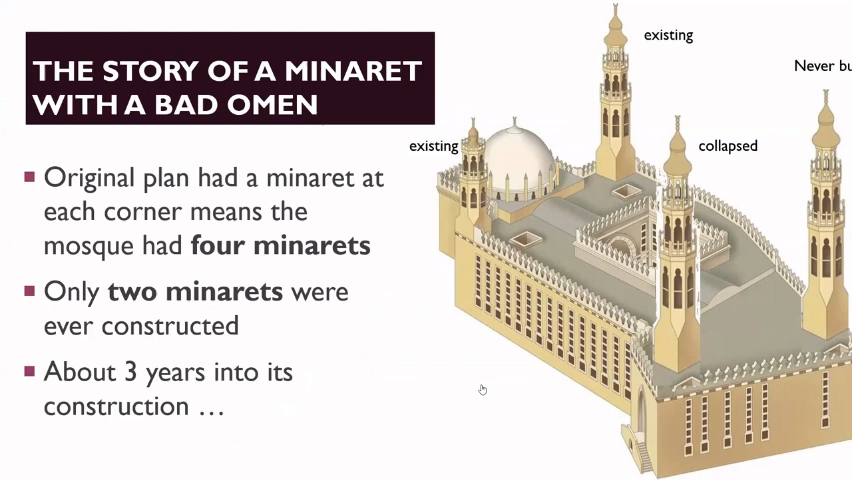 THE STORY OF A MINARET
WITH A BAD OMEN
Original plan had a minaret at
each corner means the
mosque had four minarets
Only two minarets were
ever constructed
About 3 years into its
construction …
existing
Never bu
existing
collapsed